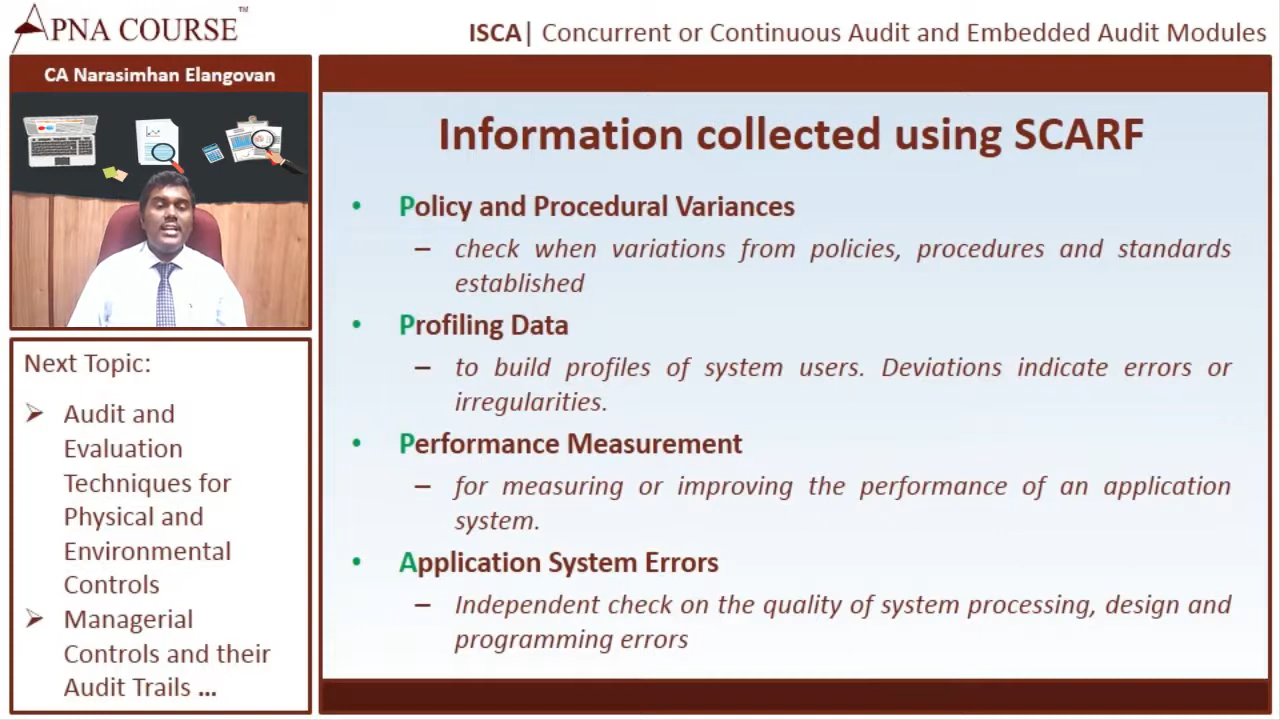 APNA COURSE™
ISCA| Concurrent or Continuous Audit and Embedded Audit Modules
CA Narasimhan Elangovan
Next Topic:
➢ Audit and
Evaluation
Techniques for
Physical and
Environmental
Controls
➢ Managerial
Controls and their
Audit Trails ...
Information collected using SCARF
• Policy and Procedural Variances
– check when variations from policies, procedures and standards
established
• Profiling Data
– to build profiles of system users. Deviations indicate errors or
irregularities.
• Performance Measurement
– for measuring or improving the performance of an application
system.
• Application System Errors
– Independent check on the quality of system processing, design and
programming errors